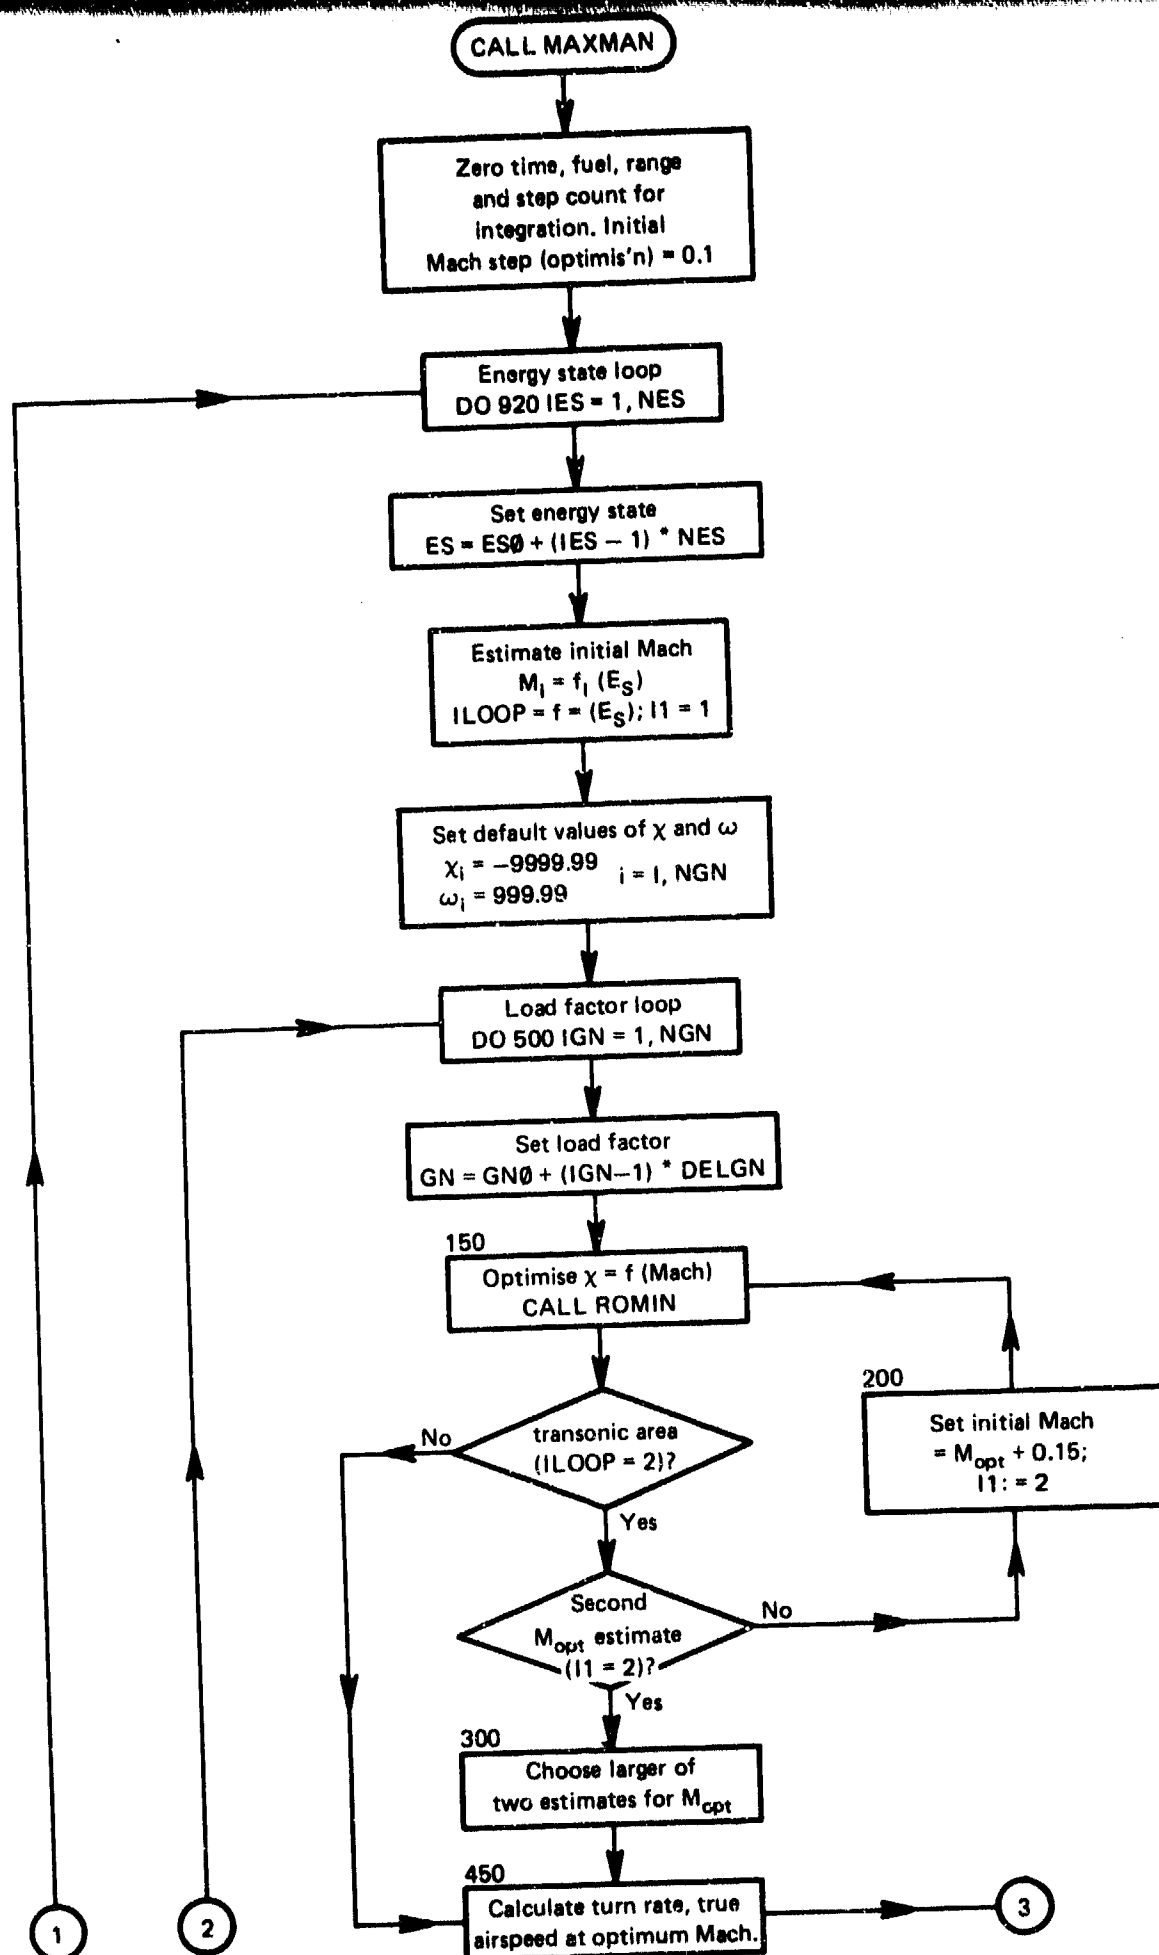 CALL MAXMAN
Zero time, fuel, range
and step count for
integration. Initial
Mach step (optimis'n) = 0.1
Energy state loop
DO 920 IES = 1, NES
Set energy state
ES = ESØ + (IES − 1) * NES
Estimate initial Mach
Mᵢ = fᵢ (E_S)
ILOOP = f = (E_S); I1 = 1
Set default values of χ and ω
χᵢ = −9999.99
i = I, NGN
ωᵢ = 999.99
Load factor loop
DO 500 IGN = 1, NGN
Set load factor
GN = GNØ + (IGN−1) * DELGN
150
Optimise χ = f (Mach)
CALL ROMIN
200
Set initial Mach
= M_opt + 0.15;
I1: = 2
No
transonic area
(ILOOP = 2)?
Yes
Second
M_opt estimate
(I1 = 2)?
No
Yes
300
Choose larger of
two estimates for M_opt
450
Calculate turn rate, true
airspeed at optimum Mach.
1
2
3